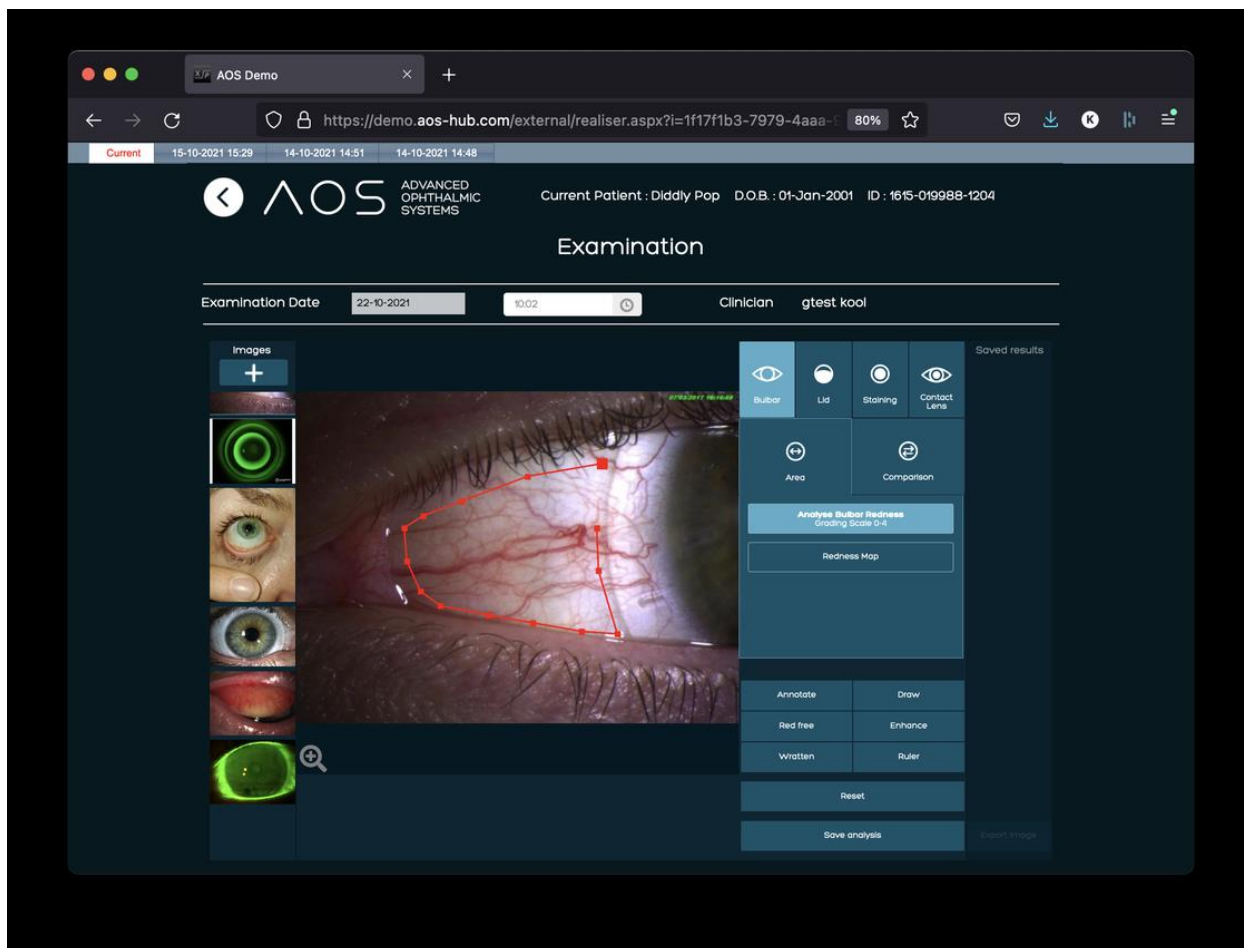 AOS Demo
https://demo.aos-hub.com/external/realiser.aspx?i=1f17f1b3-7979-4aaa-
80%
K
Current 15-10-2021 15:29 14-10-2021 14:51 14-10-2021 14:48
AOS
ADVANCED
OPHTHALMIC
SYSTEMS
Current Patient : Diddly Pop D.O.B. : 01-Jan-2001 ID : 1615-019988-1204
Examination
Examination Date 22-10-2021 10:02 Clinician gtest kool
Images
Saved results
Bulbar
Lid
Staining
Contact
Lens
Area
Comparison
Analyse Bulbar Redness
Grading Scale 0-4
Redness Map
Annotate
Draw
Red free
Enhance
Wratten
Ruler
Reset
Save analysis
Export image